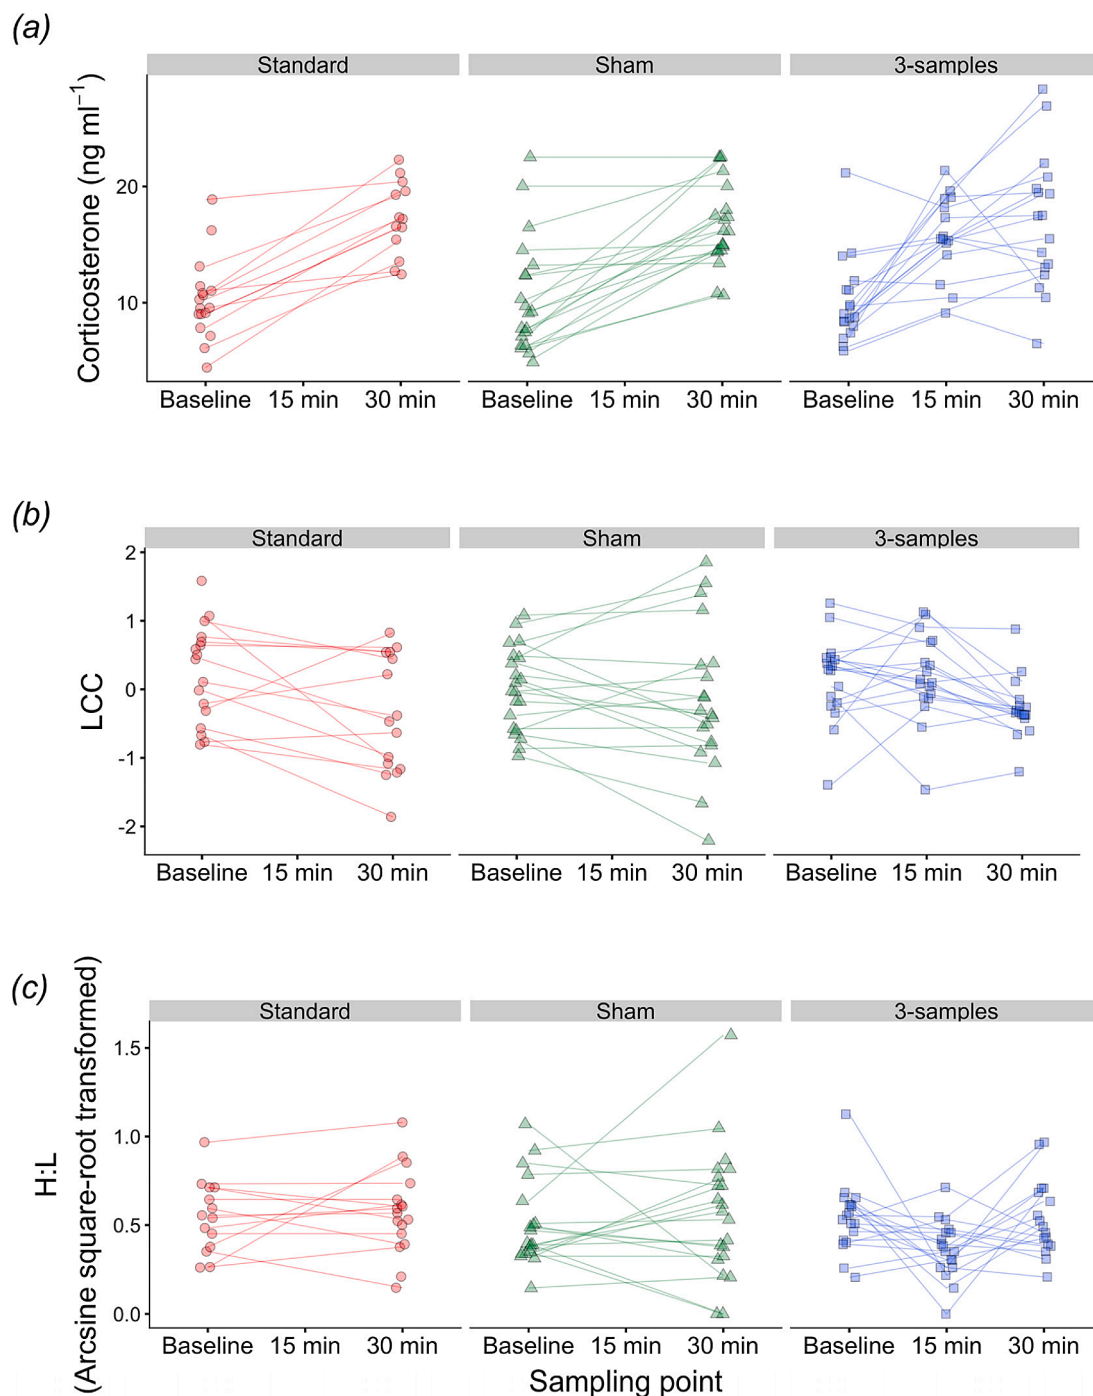 (a)
Standard Sham 3-samples
Corticosterone (ng ml⁻¹)
20
10
Baseline 15 min 30 min Baseline 15 min 30 min Baseline 15 min 30 min
(b)
Standard Sham 3-samples
LCC
2
1
0
-1
-2
Baseline 15 min 30 min Baseline 15 min 30 min Baseline 15 min 30 min
(c)
Standard Sham 3-samples
H:L
(Arcsine square-root transformed)
1.5
1.0
0.5
0.0
Baseline 15 min 30 min Baseline 15 min 30 min Baseline 15 min 30 min
Sampling point